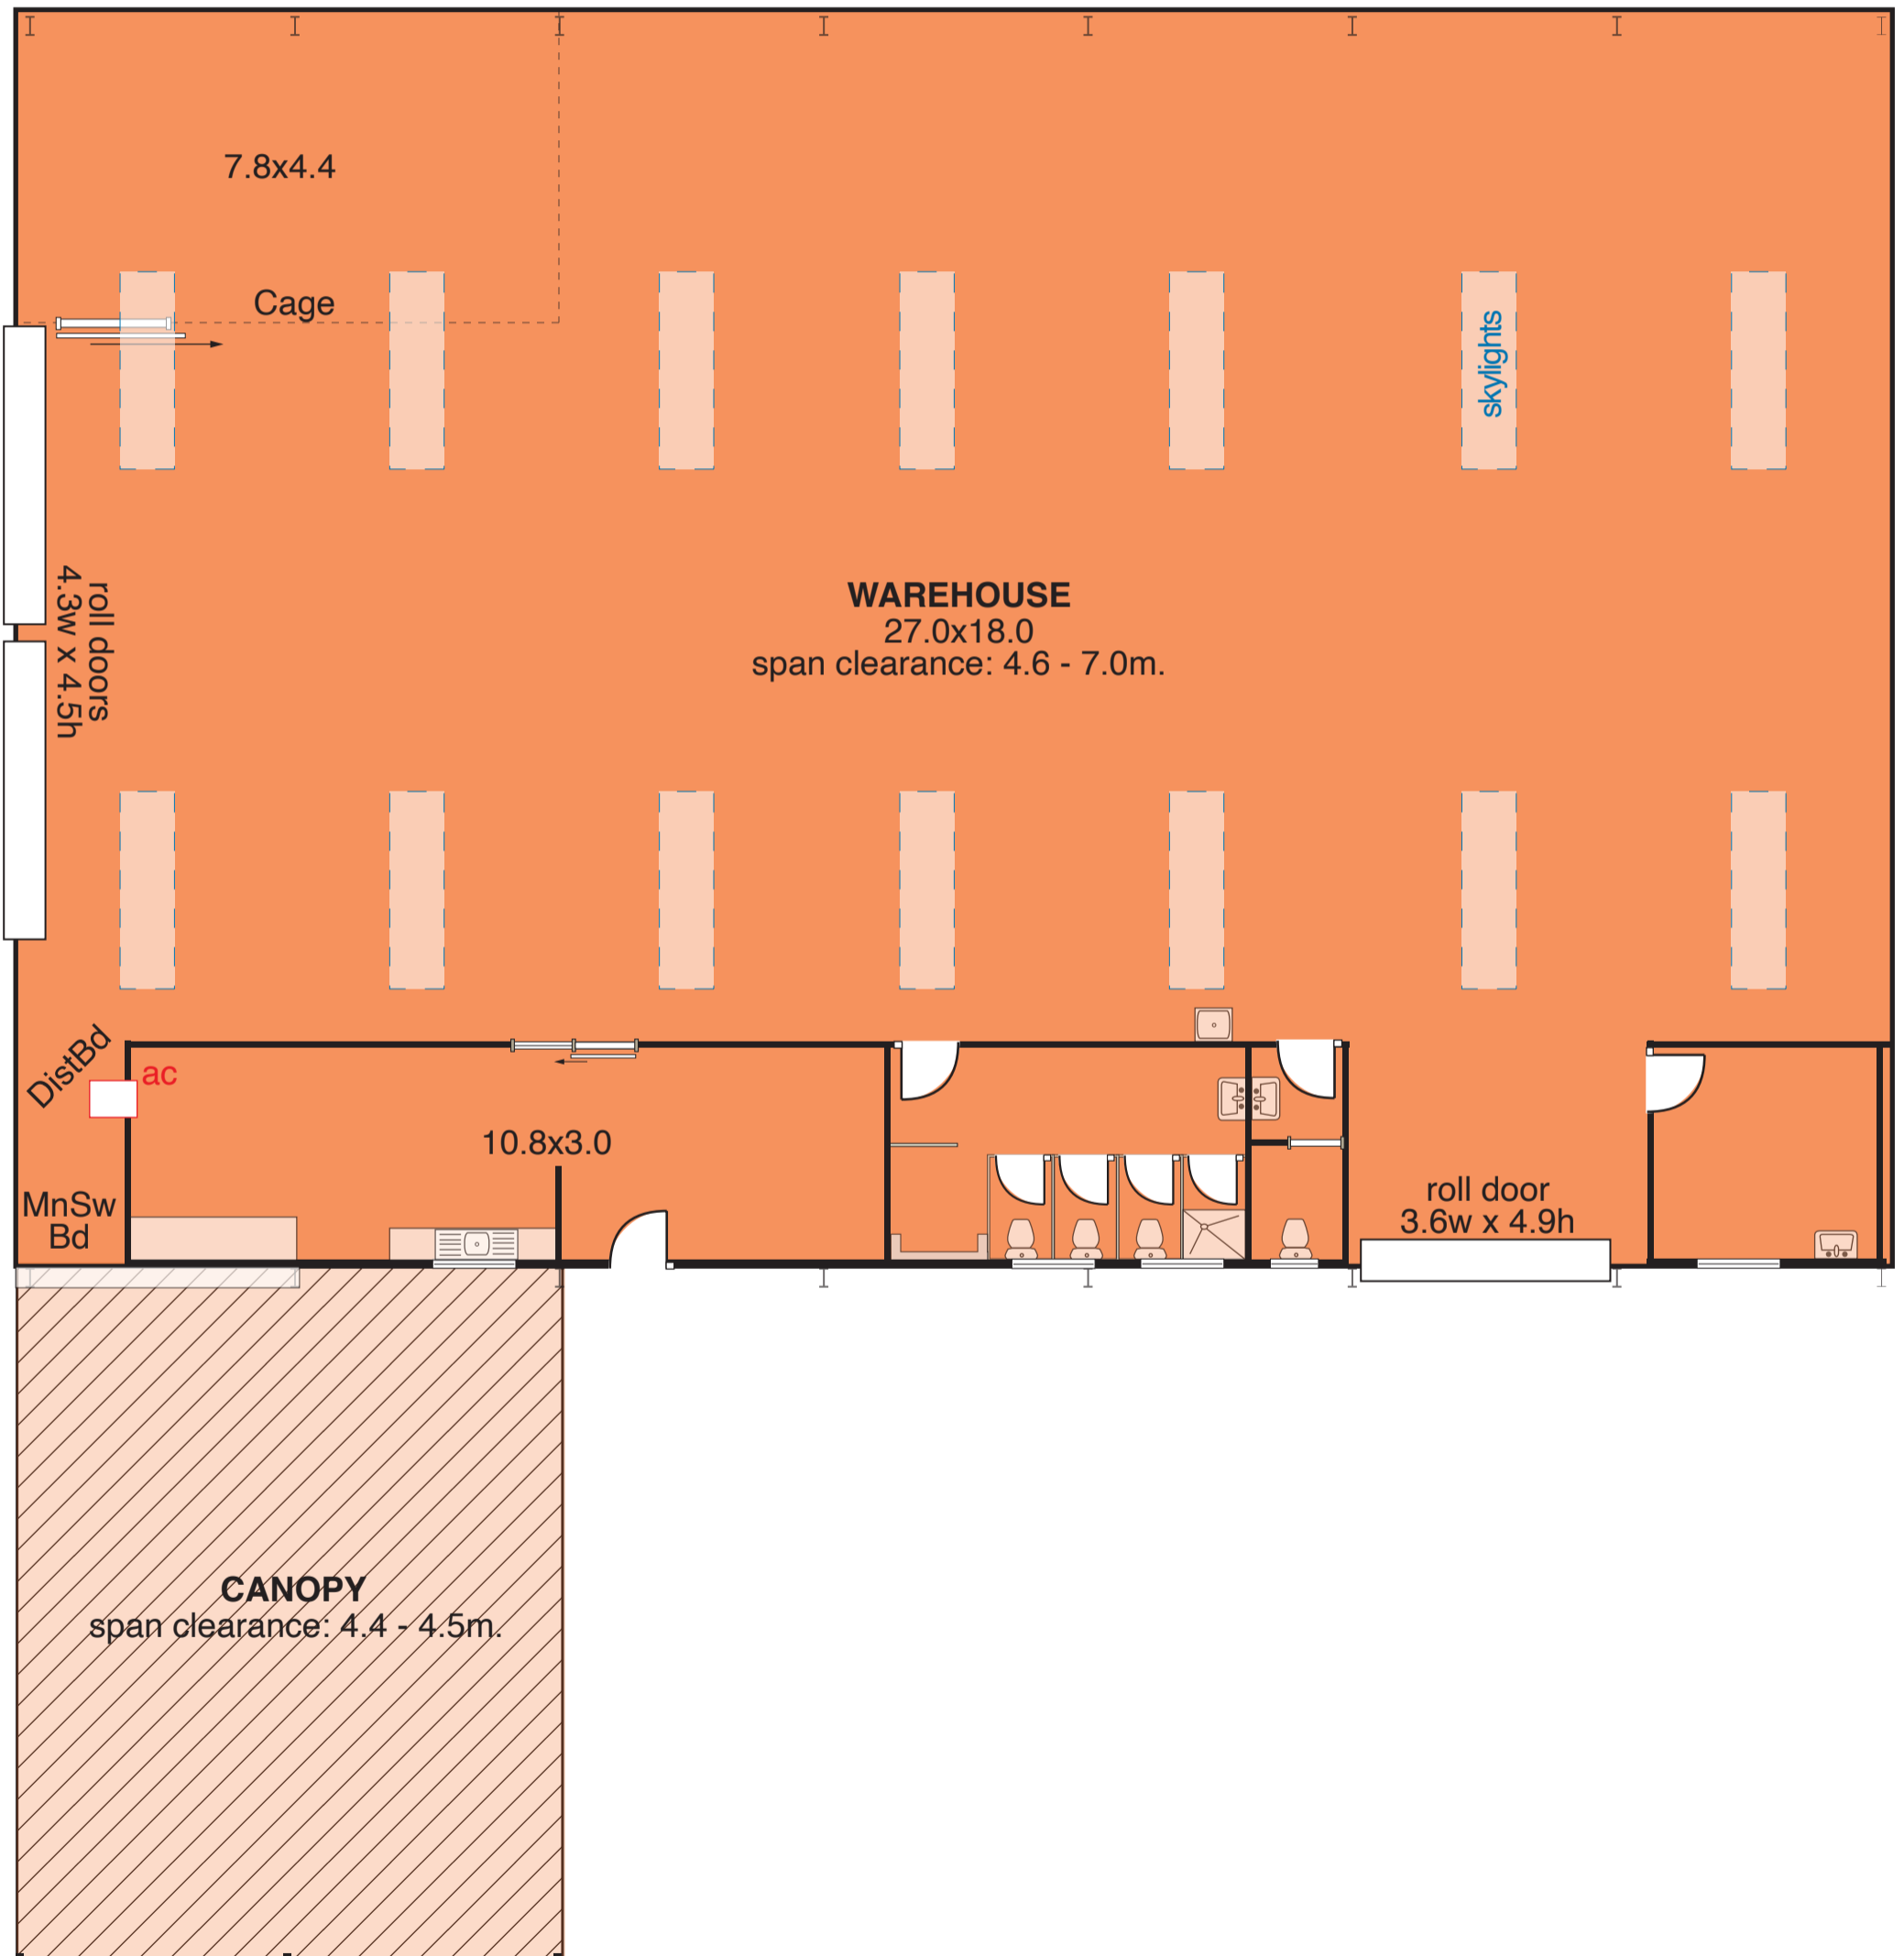 7.8x4.4
Cage
skylights
roll doors
4.3w x 4.5h
WAREHOUSE
27.0x18.0
span clearance: 4.6 - 7.0m.
DistBd
ac
10.8x3.0
MnSw
Bd
roll door
3.6w x 4.9h
CANOPY
span clearance: 4.4 - 4.5m.